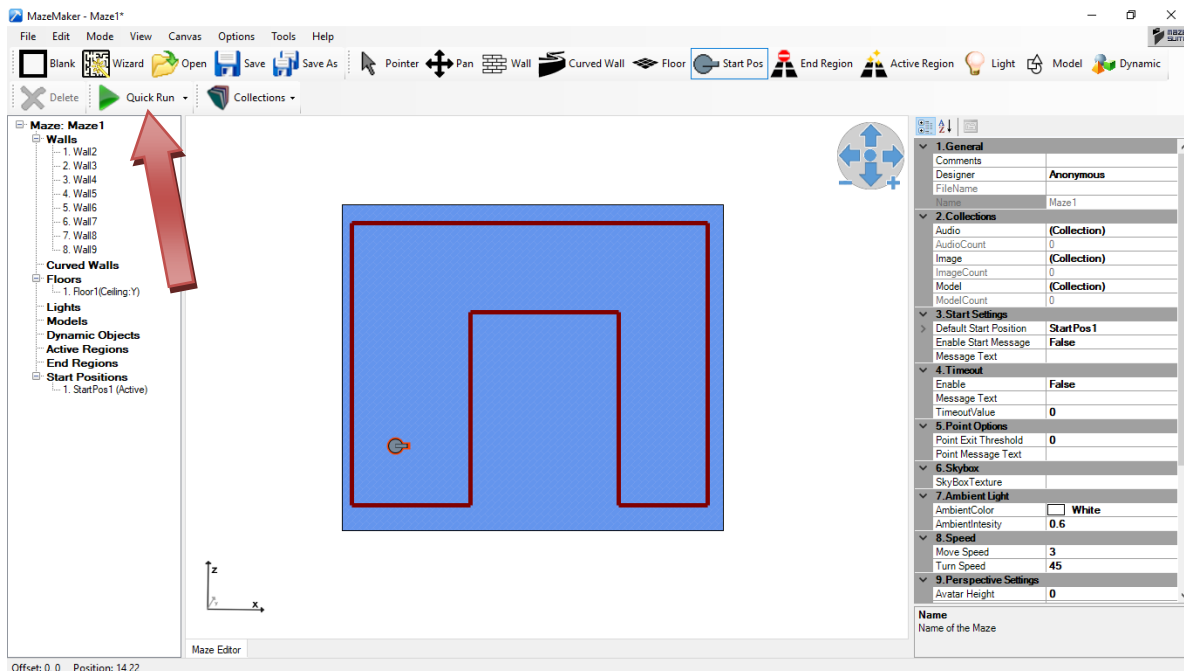 MazeMaker - Maze1*
File Edit Mode View Canvas Options Tools Help
Blank Wizard Open Save Save As Pointer Pan Wall Curved Wall Floor Start Pos End Region Active Region Light Model Dynamic
Delete Quick Run Collections
Maze: Maze1
Walls
1. Wall2
2. Wall3
3. Wall4
4. Wall5
5. Wall6
6. Wall7
7. Wall8
8. Wall9
Curved Walls
Floors
1. Floor1(Ceiling:Y)
Lights
Models
Dynamic Objects
Active Regions
End Regions
Start Positions
1. StartPos1 (Active)
z
x
Maze Editor
1.General
Comments
Designer Anonymous
FileName
Name Maze1
2.Collections
Audio (Collection)
AudioCount 0
Image (Collection)
ImageCount 0
Model (Collection)
ModelCount 0
3.Start Settings
Default Start Position StartPos1
Enable Start Message False
Message Text
4.Timeout
Enable False
Message Text
TimeoutValue 0
5.Point Options
Point Exit Threshold 0
Point Message Text
6.Skybox
SkyBoxTexture
7.Ambient Light
AmbientColor White
AmbientIntesity 0.6
8.Speed
Move Speed 3
Turn Speed 45
9.Perspective Settings
Avatar Height 0
Name
Name of the Maze
Offset: 0, 0 Position: 14,22